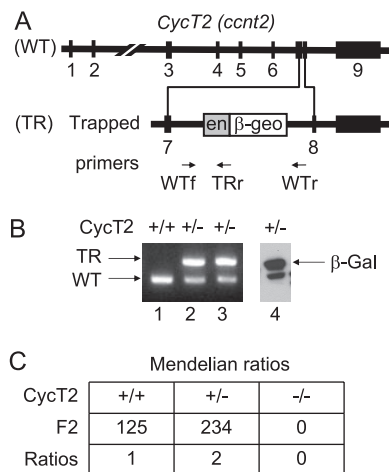 A
CycT2 (ccnt2)
(WT)
1 2 3 4 5 6 9
(TR) Trapped
en β-geo
7 8
primers
WTf TRr WTr
B
CycT2 +/+ +/- +/- +/-
TR
WT
β-Gal
1 2 3 4
C
Mendelian ratios
CycT2 +/+ +/- -/-
F2 125 234 0
Ratios 1 2 0